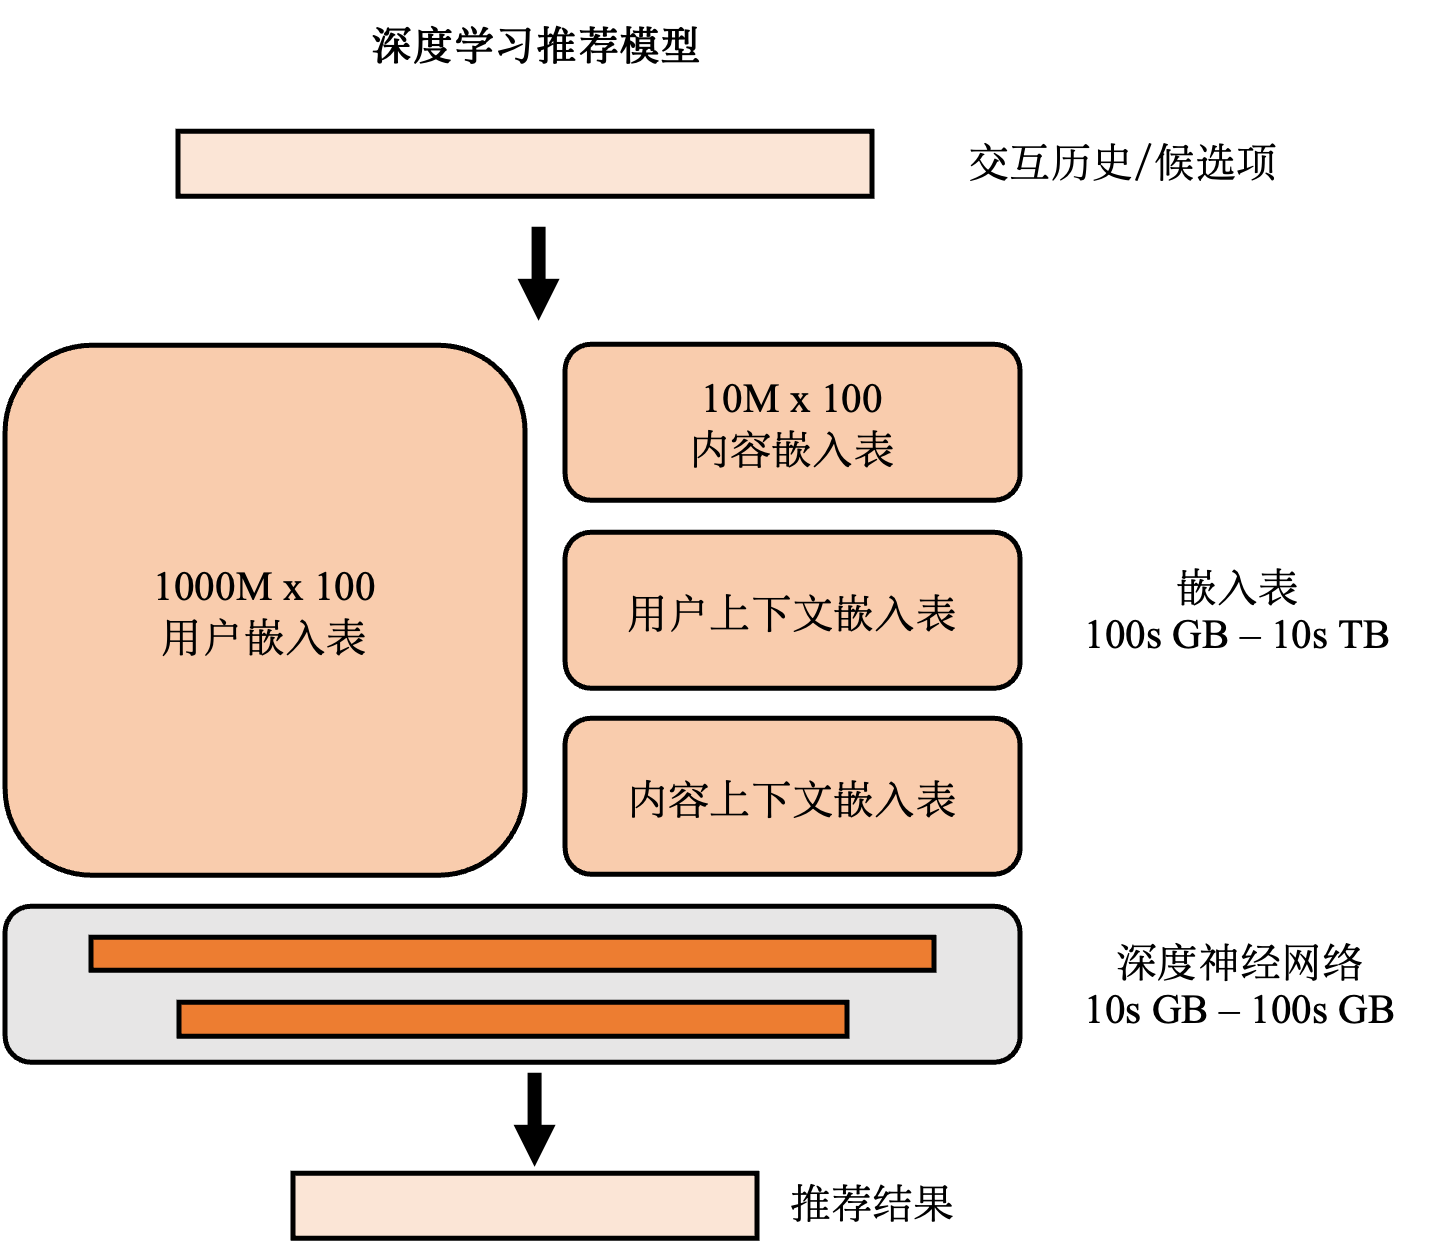 深度学习推荐模型
交互历史/候选项
1000M x 100
用户嵌入表
10M x 100
内容嵌入表
用户上下文嵌入表
内容上下文嵌入表
嵌入表
100s GB – 10s TB
深度神经网络
10s GB – 100s GB
推荐结果